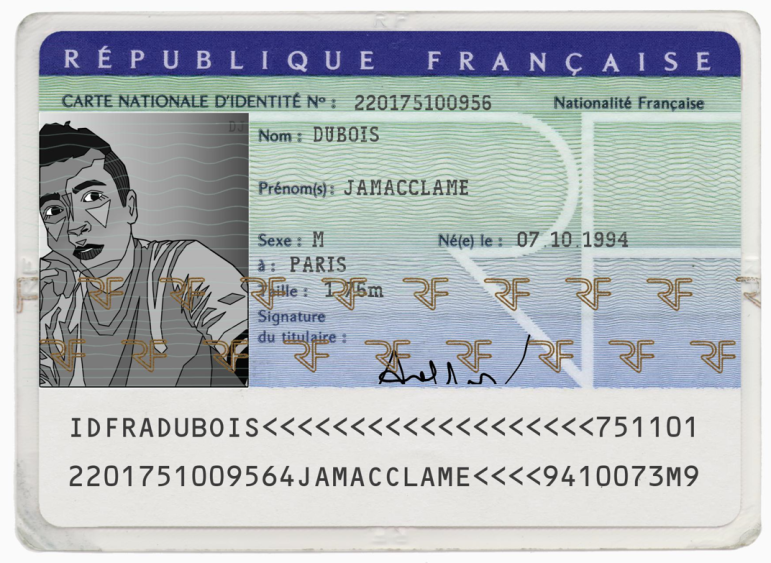 RÉPUBLIQUE FRANÇAISE
CARTE NATIONALE D'IDENTITÉ Nº : 220175100956 Nationalité Française
Nom : DUBOIS
Prénom(s): JAMACCLAME
Sexe : M Né(e) le : 07.10.1994
à : PARIS
Taille : 1,75m
Signature
du titulaire :
RF RF RF RF RF RF RF RF
RF RF RF RF RF RF RF RF RF
IDFRADUBOIS<<<<<<<<<<<<<<<<<<<751101
2201751009564JAMACCLAME<<<<9410073M9